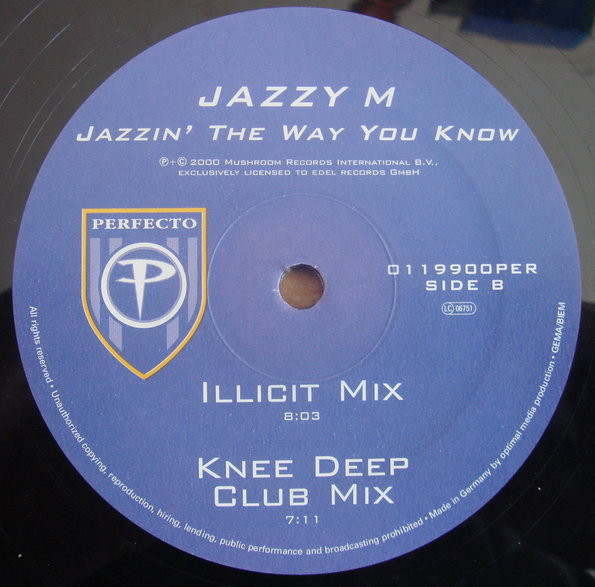 JAZZY M
JAZZIN' THE WAY YOU KNOW
℗+© 2000 MUSHROOM RECORDS INTERNATIONAL B.V.,
EXCLUSIVELY LICENSED TO EDEL RECORDS GMBH
PERFECTO
P
0119900PER
SIDE B
LC 06751
ILLICIT MIX
8:03
KNEE DEEP
CLUB MIX
7:11
All rights reserved • Unauthorized copying, reproduction, hiring, lending, public performance and broadcasting prohibited • Made in Germany by optimal media production • GEMA/BIEM